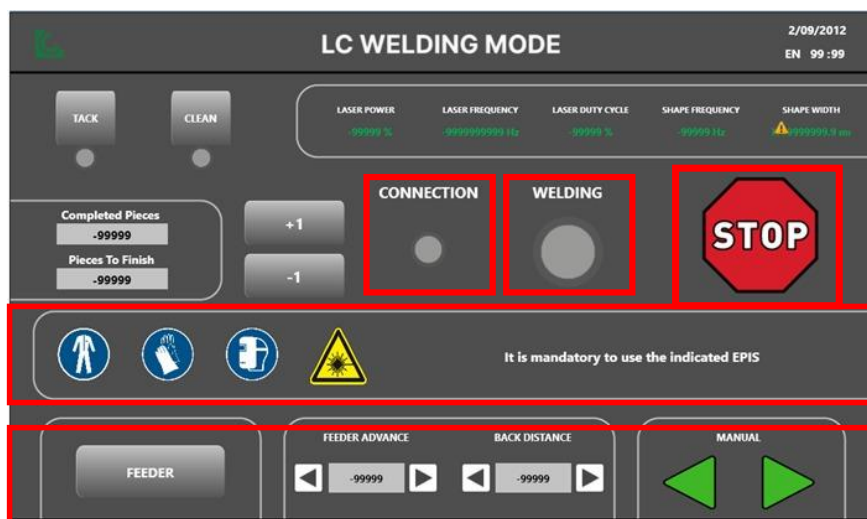 LC WELDING MODE
2/09/2012
EN 99:99
TACK
CLEAN
LASER POWER
LASER FREQUENCY
LASER DUTY CYCLE
SHAPE FREQUENCY
SHAPE WIDTH
-99999 %
-9999999999 Hz
-99999 %
-99999 Hz
Completed Pieces
-99999
Pieces To Finish
-99999
+1
-1
CONNECTION
WELDING
STOP
It is mandatory to use the indicated EPIS
FEEDER
FEEDER ADVANCE
-99999
BACK DISTANCE
-99999
MANUAL